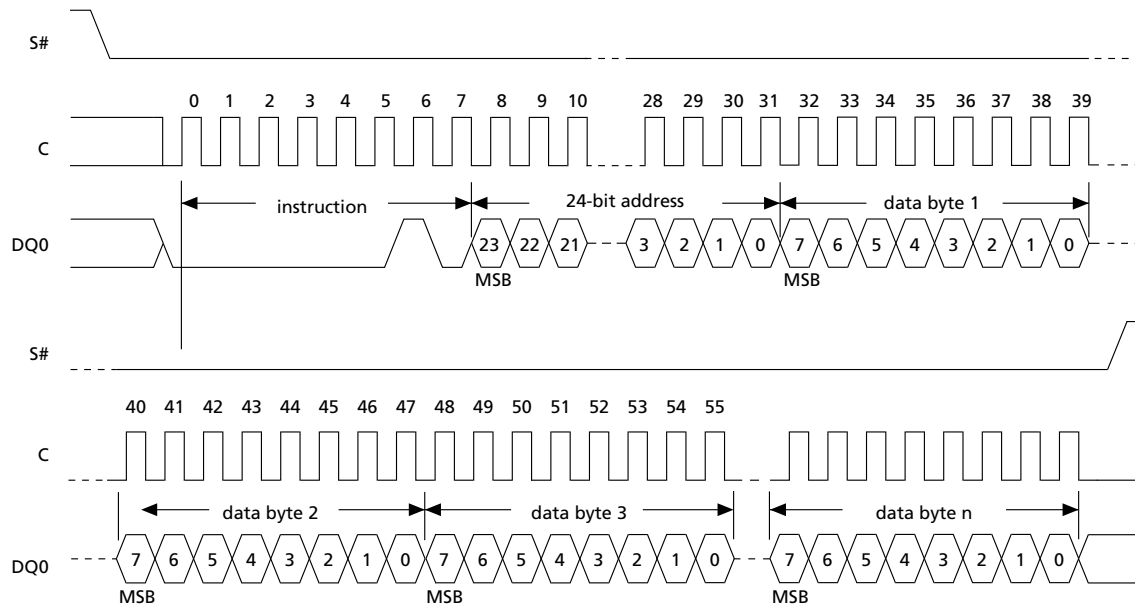 S#
0 1 2 3 4 5 6 7 8 9 10 28 29 30 31 32 33 34 35 36 37 38 39
C
instruction 24-bit address data byte 1
DQ0 23 22 21 3 2 1 0 7 6 5 4 3 2 1 0
MSB MSB
S#
40 41 42 43 44 45 46 47 48 49 50 51 52 53 54 55
C
data byte 2 data byte 3 data byte n
DQ0 7 6 5 4 3 2 1 0 7 6 5 4 3 2 1 0 7 6 5 4 3 2 1 0
MSB MSB MSB